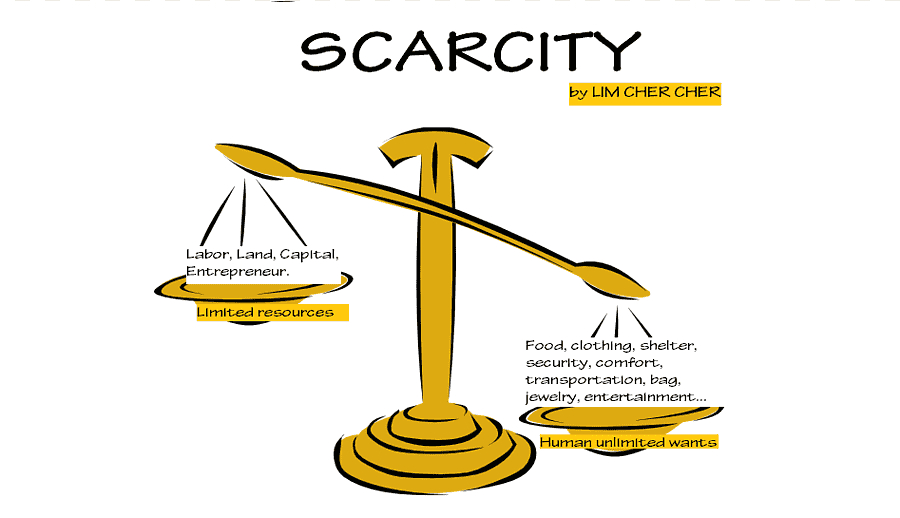 SCARCITY
by LIM CHER CHER
Labor, Land, Capital,
Entrepreneur.
Limited resources
Food, clothing, shelter,
security, comfort,
transportation, bag,
jewelry, entertainment...
Human unlimited wants